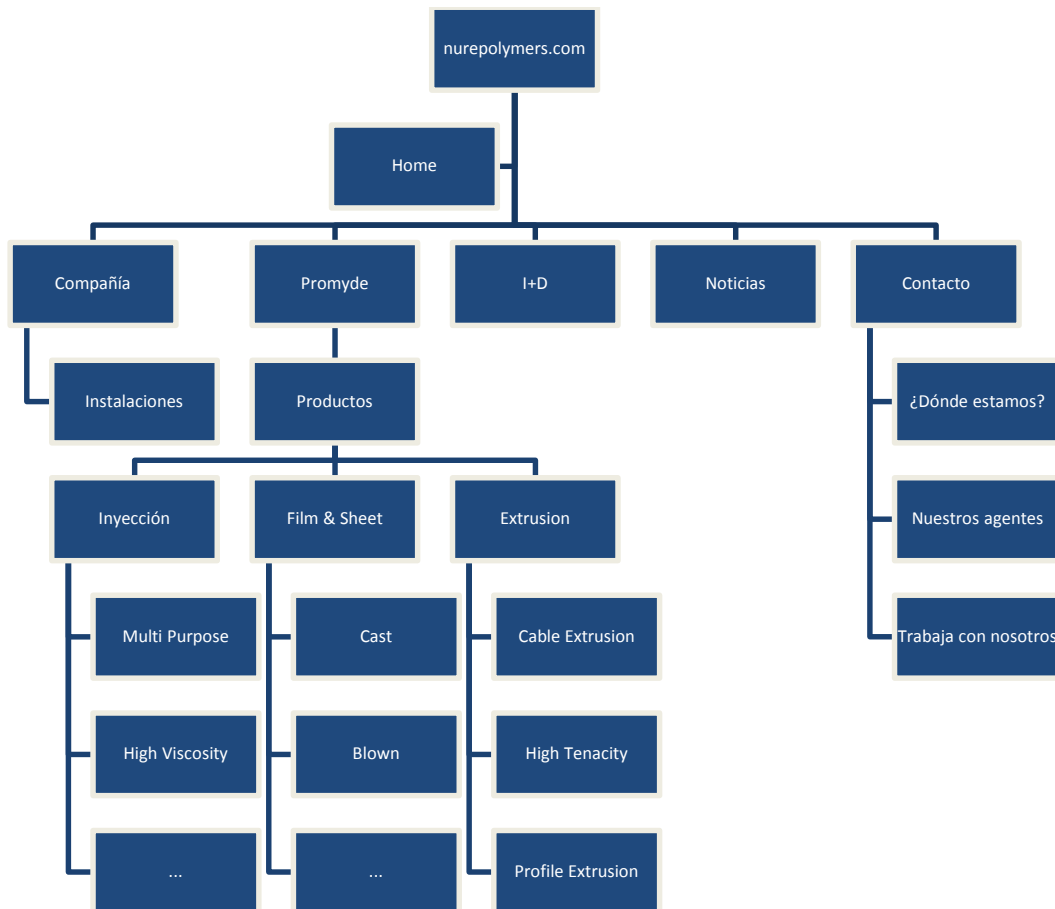 nurepolymers.com
Home
Compañía
Promyde
I+D
Noticias
Contacto
Instalaciones
Productos
¿Dónde estamos?
Inyección
Film & Sheet
Extrusion
Nuestros agentes
Multi Purpose
Cast
Cable Extrusion
Trabaja con nosotros
High Viscosity
Blown
High Tenacity
...
...
Profile Extrusion